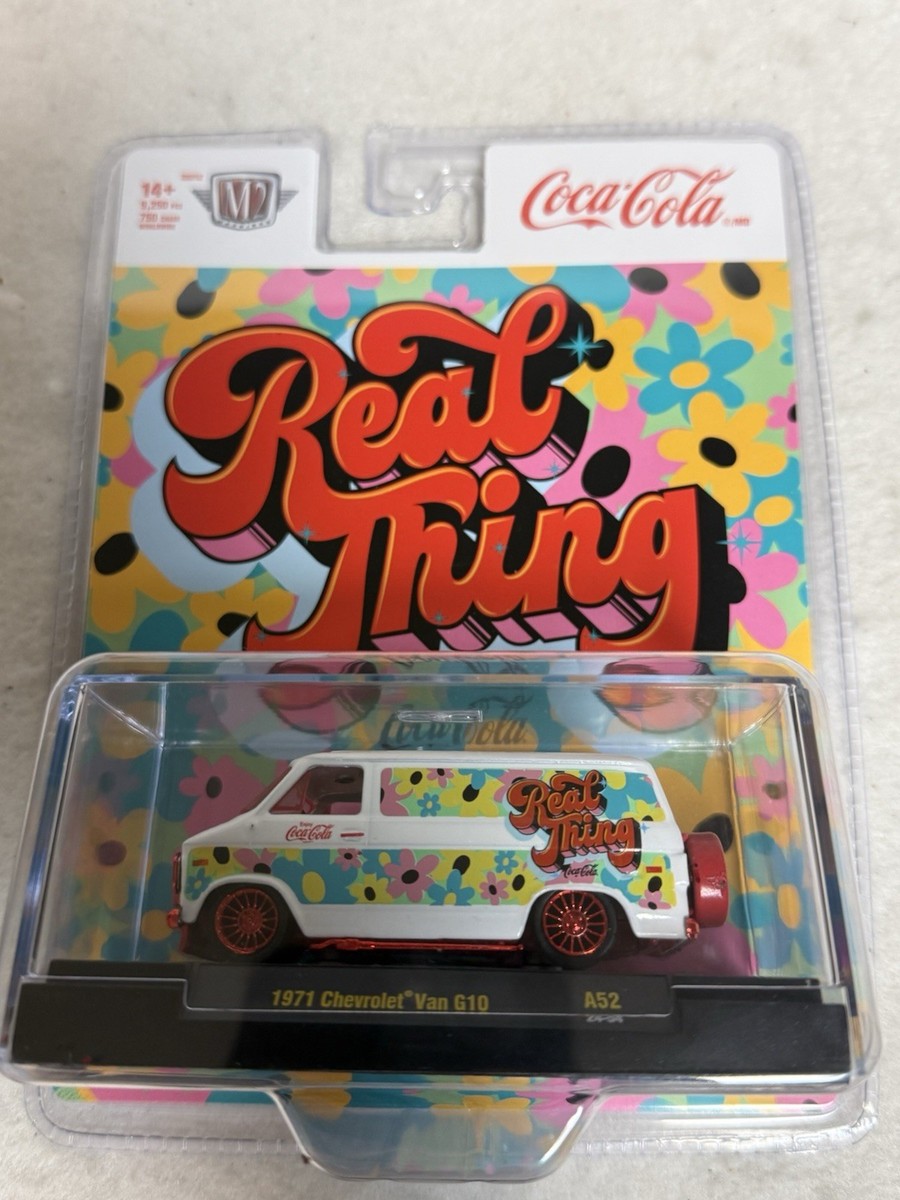 14+
M2
Coca-Cola
Real
Thing
Coca-Cola
Enjoy
Coca-Cola
Real
Thing
Coca-Cola
1971 Chevrolet® Van G10
A52